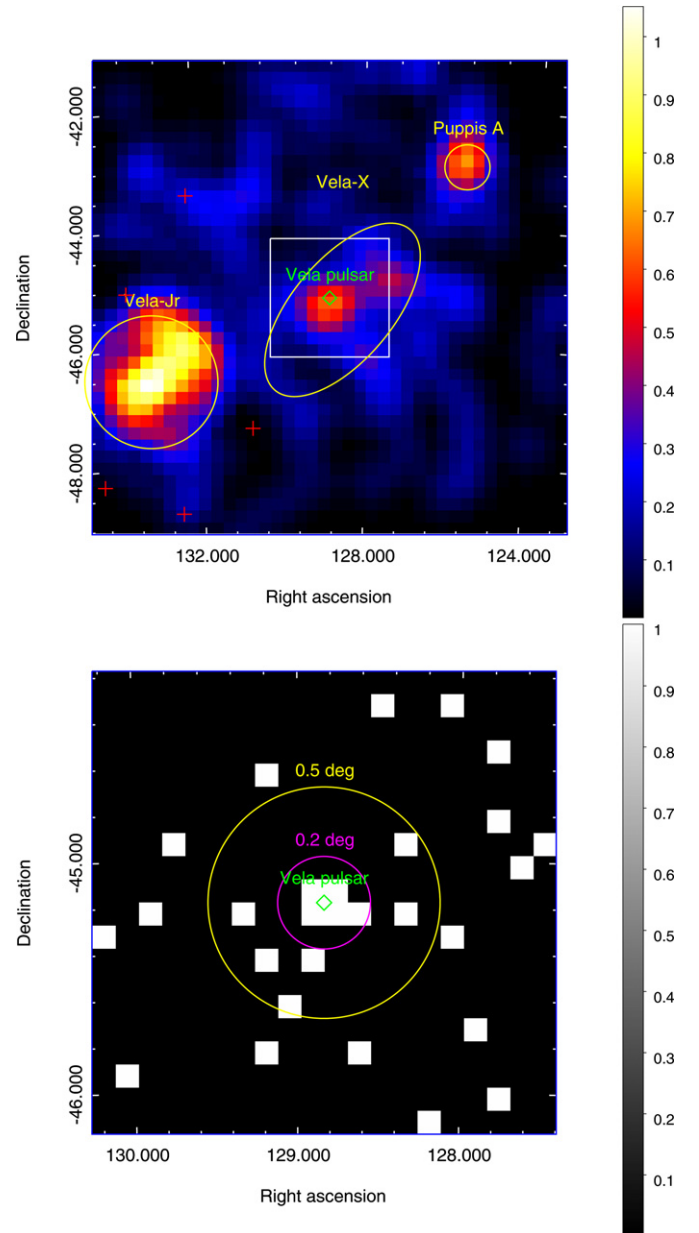 1
0.9
0.8
0.7
0.6
0.5
0.4
0.3
0.2
0.1
Declination
-42.000
-44.000
-46.000
-48.000
Puppis A
Vela-X
Vela pulsar
Vela-Jr
132.000 128.000 124.000
Right ascension
1
0.9
0.8
0.7
0.6
0.5
0.4
0.3
0.2
0.1
Declination
-45.000
-46.000
0.5 deg
0.2 deg
Vela pulsar
130.000 129.000 128.000
Right ascension